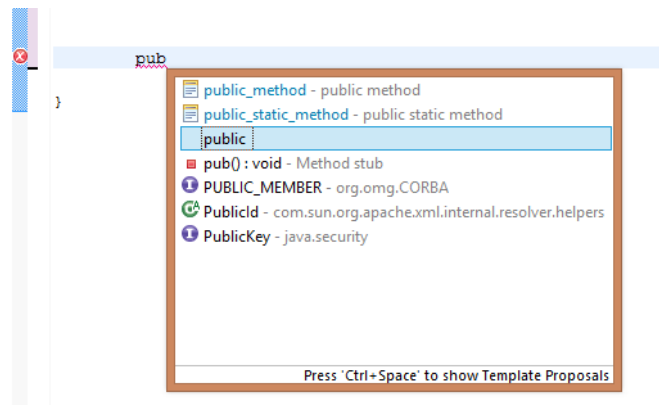 pub
public_method - public method
}
public_static_method - public static method
public
pub() : void - Method stub
PUBLIC_MEMBER - org.omg.CORBA
PublicId - com.sun.org.apache.xml.internal.resolver.helpers
PublicKey - java.security
Press 'Ctrl+Space' to show Template Proposals